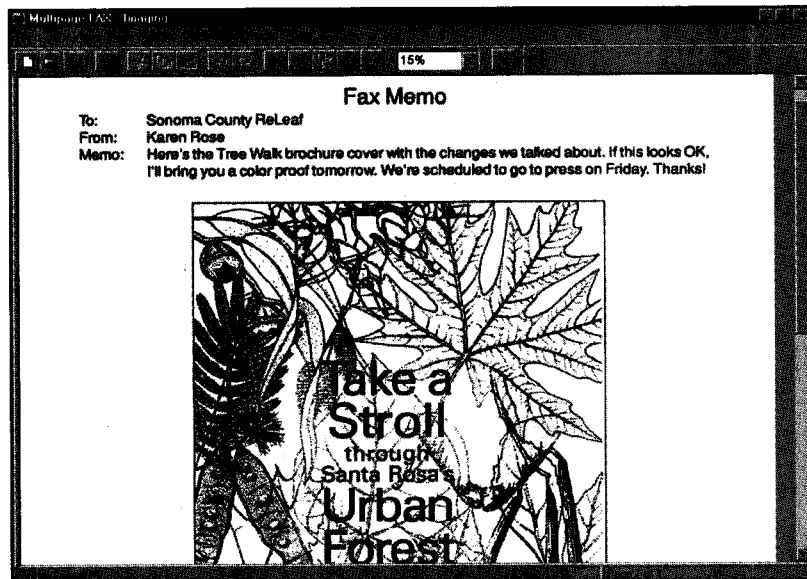 Multipage FAX - Imaging
15%
Fax Memo
To: Sonoma County ReLeaf
From: Karen Rose
Memo: Here's the Tree Walk brochure cover with the changes we talked about. If this looks OK,
I'll bring you a color proof tomorrow. We're scheduled to go to press on Friday. Thanks!
Take a
Stroll
through
Santa Rosa's
Urban
Forest